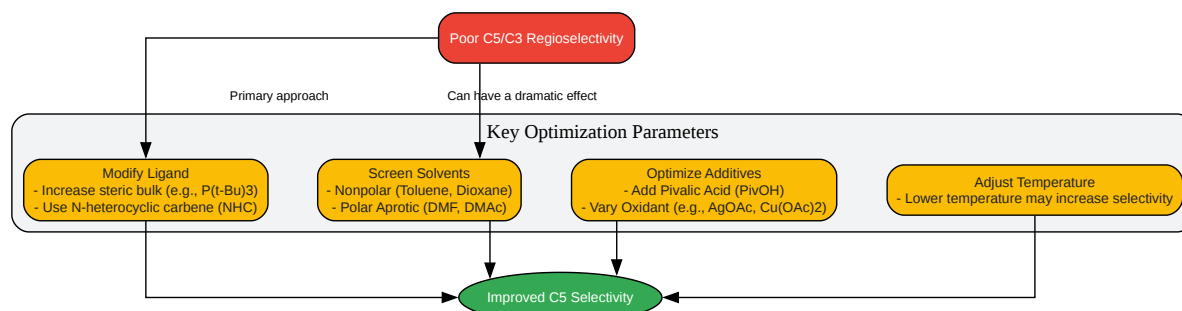 Poor C5/C3 Regioselectivity
Primary approach
Can have a dramatic effect
Key Optimization Parameters
Modify Ligand
- Increase steric bulk (e.g., P(t-Bu)3)
- Use N-heterocyclic carbene (NHC)
Screen Solvents
- Nonpolar (Toluene, Dioxane)
- Polar Aprotic (DMF, DMAc)
Optimize Additives
- Add Pivalic Acid (PivOH)
- Vary Oxidant (e.g., AgOAc, Cu(OAc)2)
Adjust Temperature
- Lower temperature may increase selectivity
Improved C5 Selectivity